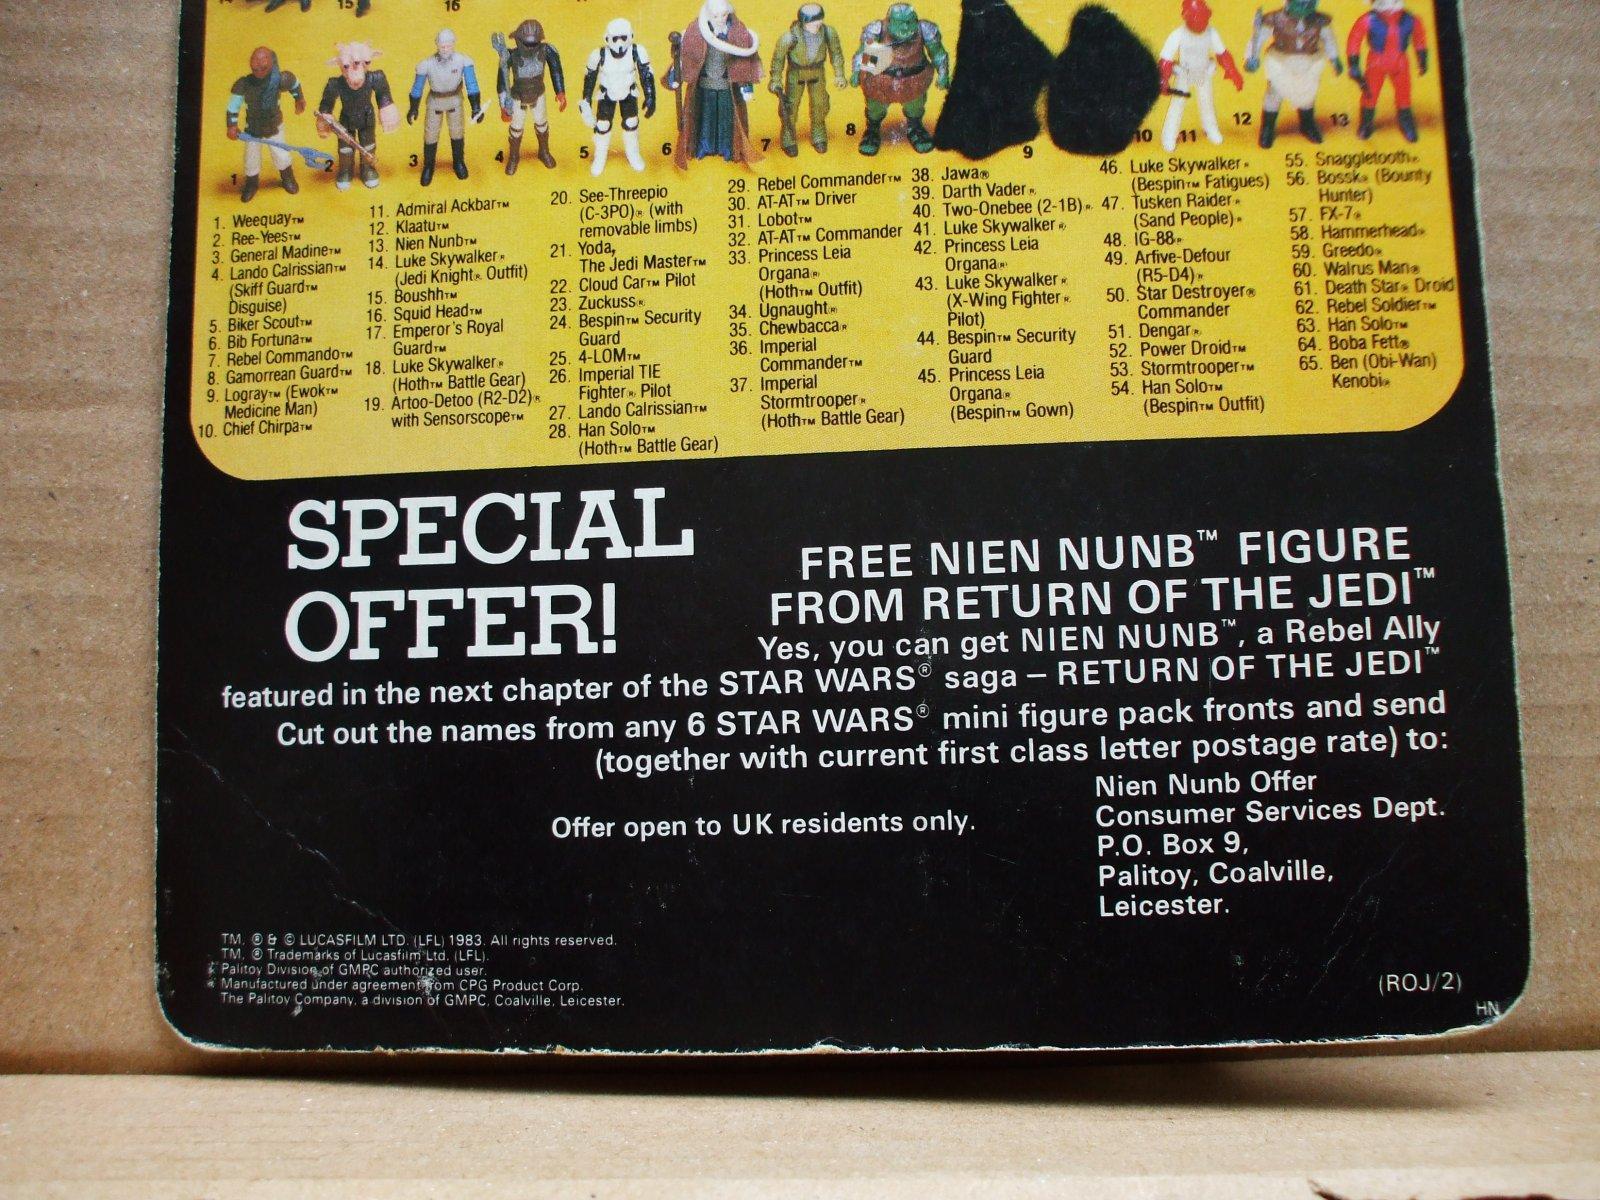 14 15 16
1 2 3 4 5 6 7 8 9 10 11 12 13
1. Weequay™
2. Ree-Yees™
3. General Madine™
4. Lando Calrissian™
(Skiff Guard™
Disguise)
5. Biker Scout™
6. Bib Fortuna™
7. Rebel Commando™
8. Gamorrean Guard™
9. Logray™ (Ewok™
Medicine Man)
10. Chief Chirpa™
11. Admiral Ackbar™
12. Klaatu™
13. Nien Nunb™
14. Luke Skywalker®
(Jedi Knight® Outfit)
15. Boushh™
16. Squid Head™
17. Emperor's Royal
Guard™
18. Luke Skywalker®
(Hoth™ Battle Gear)
19. Artoo-Detoo (R2-D2)®
with Sensorscope™
20. See-Threepio
(C-3PO)® (with
removable limbs)
21. Yoda,
The Jedi Master™
22. Cloud Car™ Pilot
23. Zuckuss®
24. Bespin™ Security
Guard
25. 4-LOM™
26. Imperial TIE
Fighter® Pilot
27. Lando Calrissian™
28. Han Solo™
(Hoth™ Battle Gear)
29. Rebel Commander™
30. AT-AT™ Driver
31. Lobot™
32. AT-AT™ Commander
33. Princess Leia
Organa®
(Hoth™ Outfit)
34. Ugnaught®
35. Chewbacca®
36. Imperial
Commander™
37. Imperial
Stormtrooper®
(Hoth™ Battle Gear)
38. Jawa®
39. Darth Vader®
40. Two-Onebee (2-1B)®
41. Luke Skywalker®
42. Princess Leia
Organa®
43. Luke Skywalker®
(X-Wing Fighter®
Pilot)
44. Bespin™ Security
Guard
45. Princess Leia
Organa®
(Bespin™ Gown)
46. Luke Skywalker®
(Bespin™ Fatigues)
47. Tusken Raider®
(Sand People)®
48. IG-88®
49. Arfive-Defour
(R5-D4)®
50. Star Destroyer®
Commander
51. Dengar®
52. Power Droid™
53. Stormtrooper™
54. Han Solo™
(Bespin™ Outfit)
55. Snaggletooth®
56. Bossk® (Bounty
Hunter)
57. FX-7®
58. Hammerhead®
59. Greedo®
60. Walrus Man®
61. Death Star® Droid
62. Rebel Soldier™
63. Han Solo™
64. Boba Fett®
65. Ben (Obi-Wan)
Kenobi®
SPECIAL
OFFER!
FREE NIEN NUNB™ FIGURE
FROM RETURN OF THE JEDI™
Yes, you can get NIEN NUNB™, a Rebel Ally
featured in the next chapter of the STAR WARS® saga – RETURN OF THE JEDI™
Cut out the names from any 6 STAR WARS® mini figure pack fronts and send
(together with current first class letter postage rate) to:
Nien Nunb Offer
Consumer Services Dept.
P.O. Box 9,
Palitoy, Coalville,
Leicester.
Offer open to UK residents only.
TM. ® & © LUCASFILM LTD. (LFL) 1983. All rights reserved.
TM. ® Trademarks of Lucasfilm Ltd. (LFL).
* Palitoy Division of GMPC authorized user.
* Manufactured under agreement from CPG Product Corp.
The Palitoy Company, a division of GMPC, Coalville, Leicester.
(ROJ/2)
HN